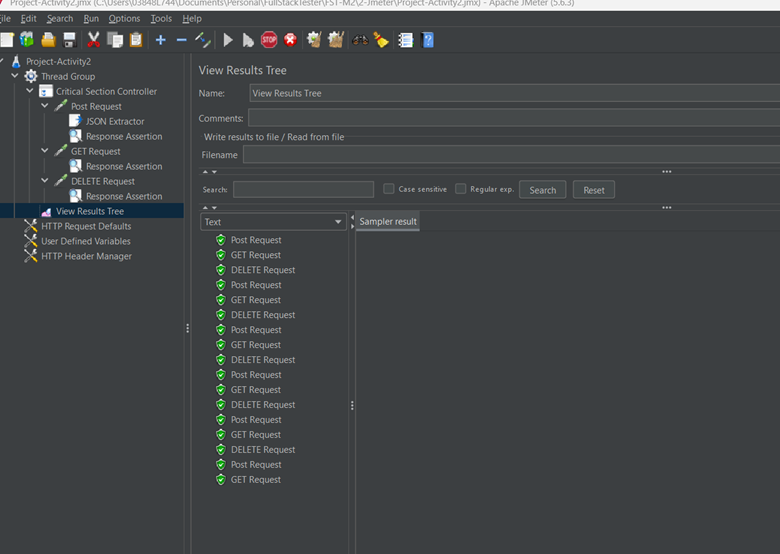 Project-Activity2.jmx (C:\Users\03848L744\Documents\Personal\FullStackTester\FST-M2\2-Jmeter\Project-Activity2.jmx) - Apache JMeter (5.6.3)
ile Edit Search Run Options Tools Help
STOP
Project-Activity2
Thread Group
Critical Section Controller
Post Request
JSON Extractor
Response Assertion
GET Request
Response Assertion
DELETE Request
Response Assertion
View Results Tree
HTTP Request Defaults
User Defined Variables
HTTP Header Manager
View Results Tree
Name: View Results Tree
Comments:
Write results to file / Read from file
Filename
Search: Case sensitive Regular exp. Search Reset
Text
Sampler result
Post Request
GET Request
DELETE Request
Post Request
GET Request
DELETE Request
Post Request
GET Request
DELETE Request
Post Request
GET Request
DELETE Request
Post Request
GET Request
DELETE Request
Post Request
GET Request